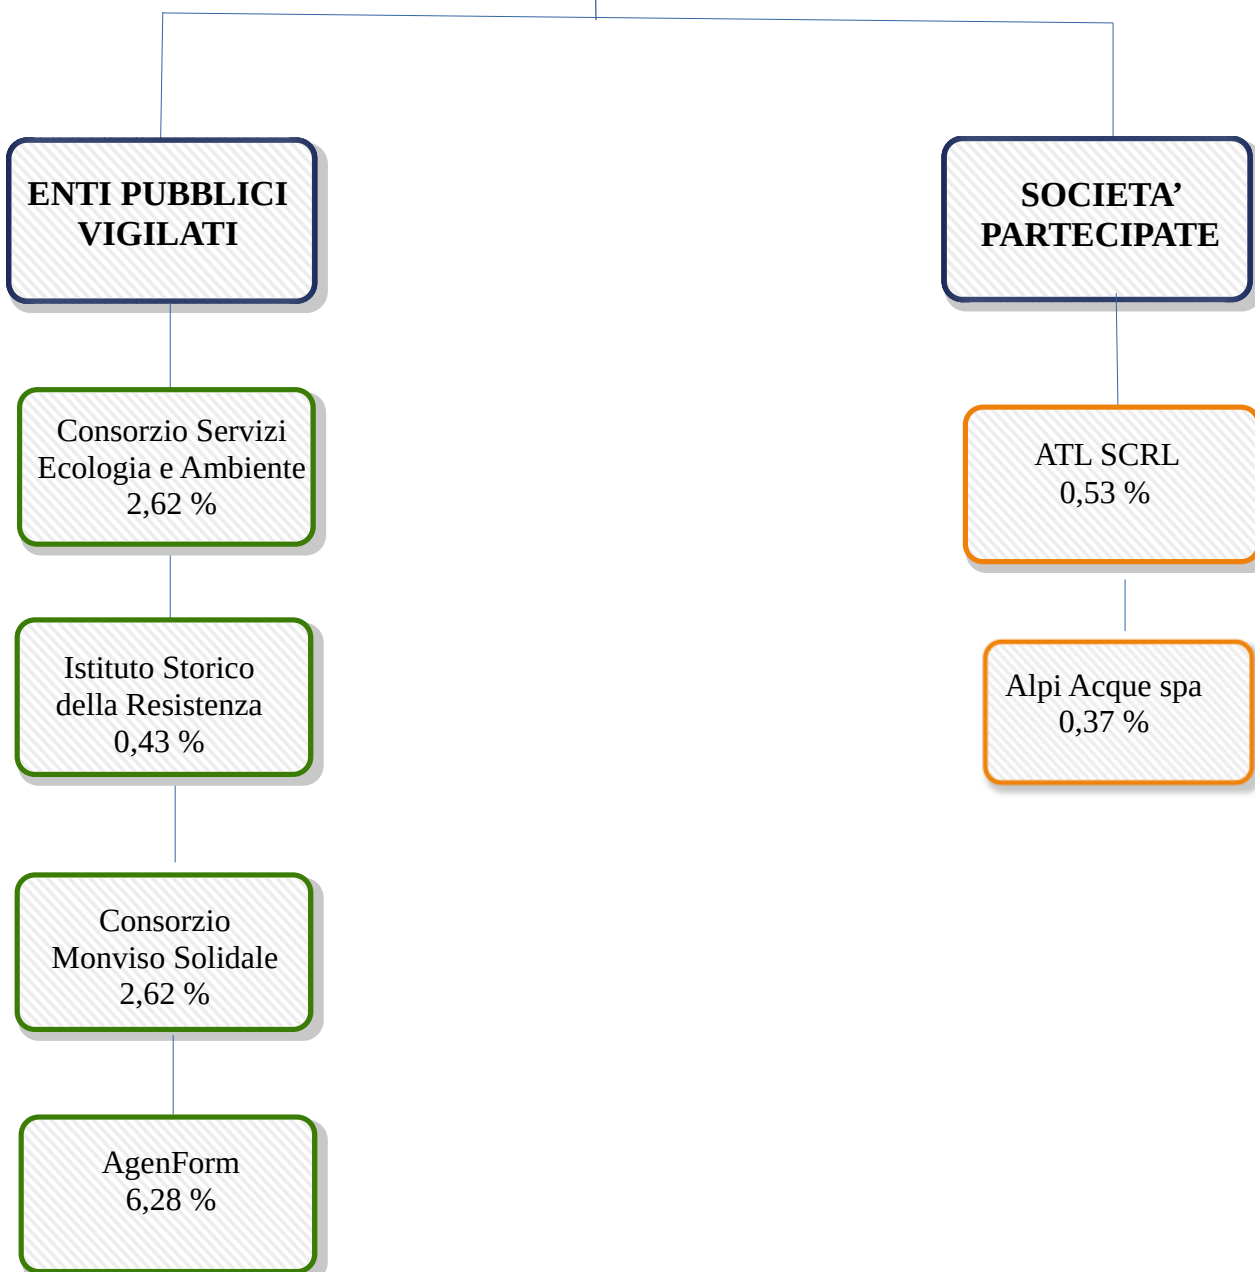 ENTI PUBBLICI
VIGILATI
Consorzio Servizi
Ecologia e Ambiente
2,62 %
Istituto Storico
della Resistenza
0,43 %
Consorzio
Monviso Solidale
2,62 %
AgenForm
6,28 %
SOCIETA’
PARTECIPATE
ATL SCRL
0,53 %
Alpi Acque spa
0,37 %